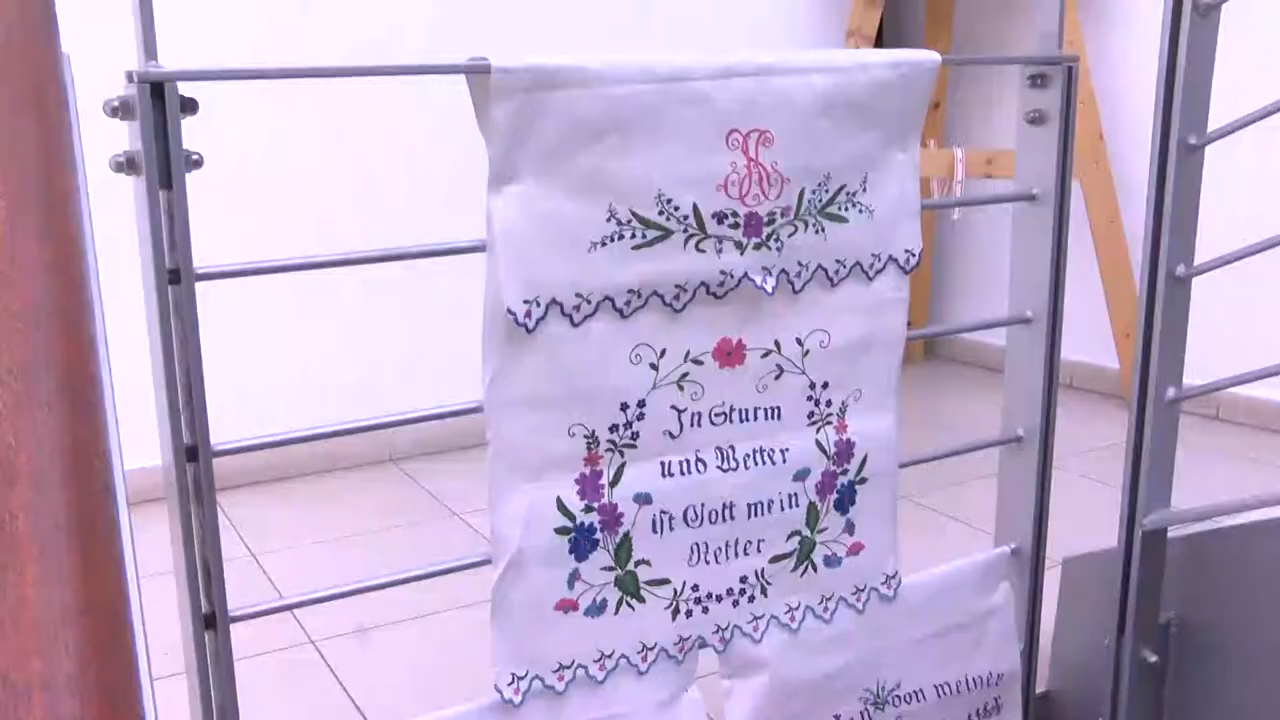 In Sturm
und Wetter
ist Gott mein
Retter
von meiner